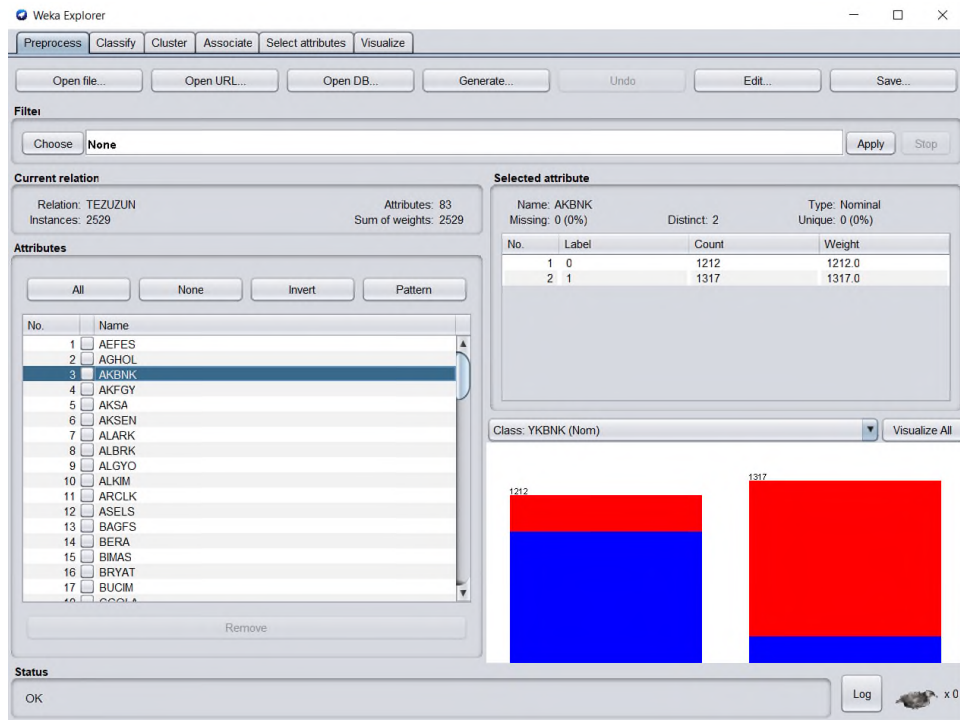 Weka Explorer
Preprocess Classify Cluster Associate Select attributes Visualize
Open file... Open URL... Open DB... Generate... Undo Edit... Save...
Filter
Choose None Apply Stop
Current relation
Relation: TEZUZUN Attributes: 83
Instances: 2529 Sum of weights: 2529
Selected attribute
Name: AKBNK Type: Nominal
Missing: 0 (0%) Distinct: 2 Unique: 0 (0%)
No. Label Count Weight
1 0 1212 1212.0
2 1 1317 1317.0
Attributes
All None Invert Pattern
No. Name
1 AEFES
2 AGHOL
3 AKBNK
4 AKFGY
5 AKSA
6 AKSEN
7 ALARK
8 ALBRK
9 ALGYO
10 ALKIM
11 ARCLK
12 ASELS
13 BAGFS
14 BERA
15 BIMAS
16 BRYAT
17 BUCIM
Remove
Class: YKBNK (Nom) Visualize All
1212
1317
Status
OK
Log x 0